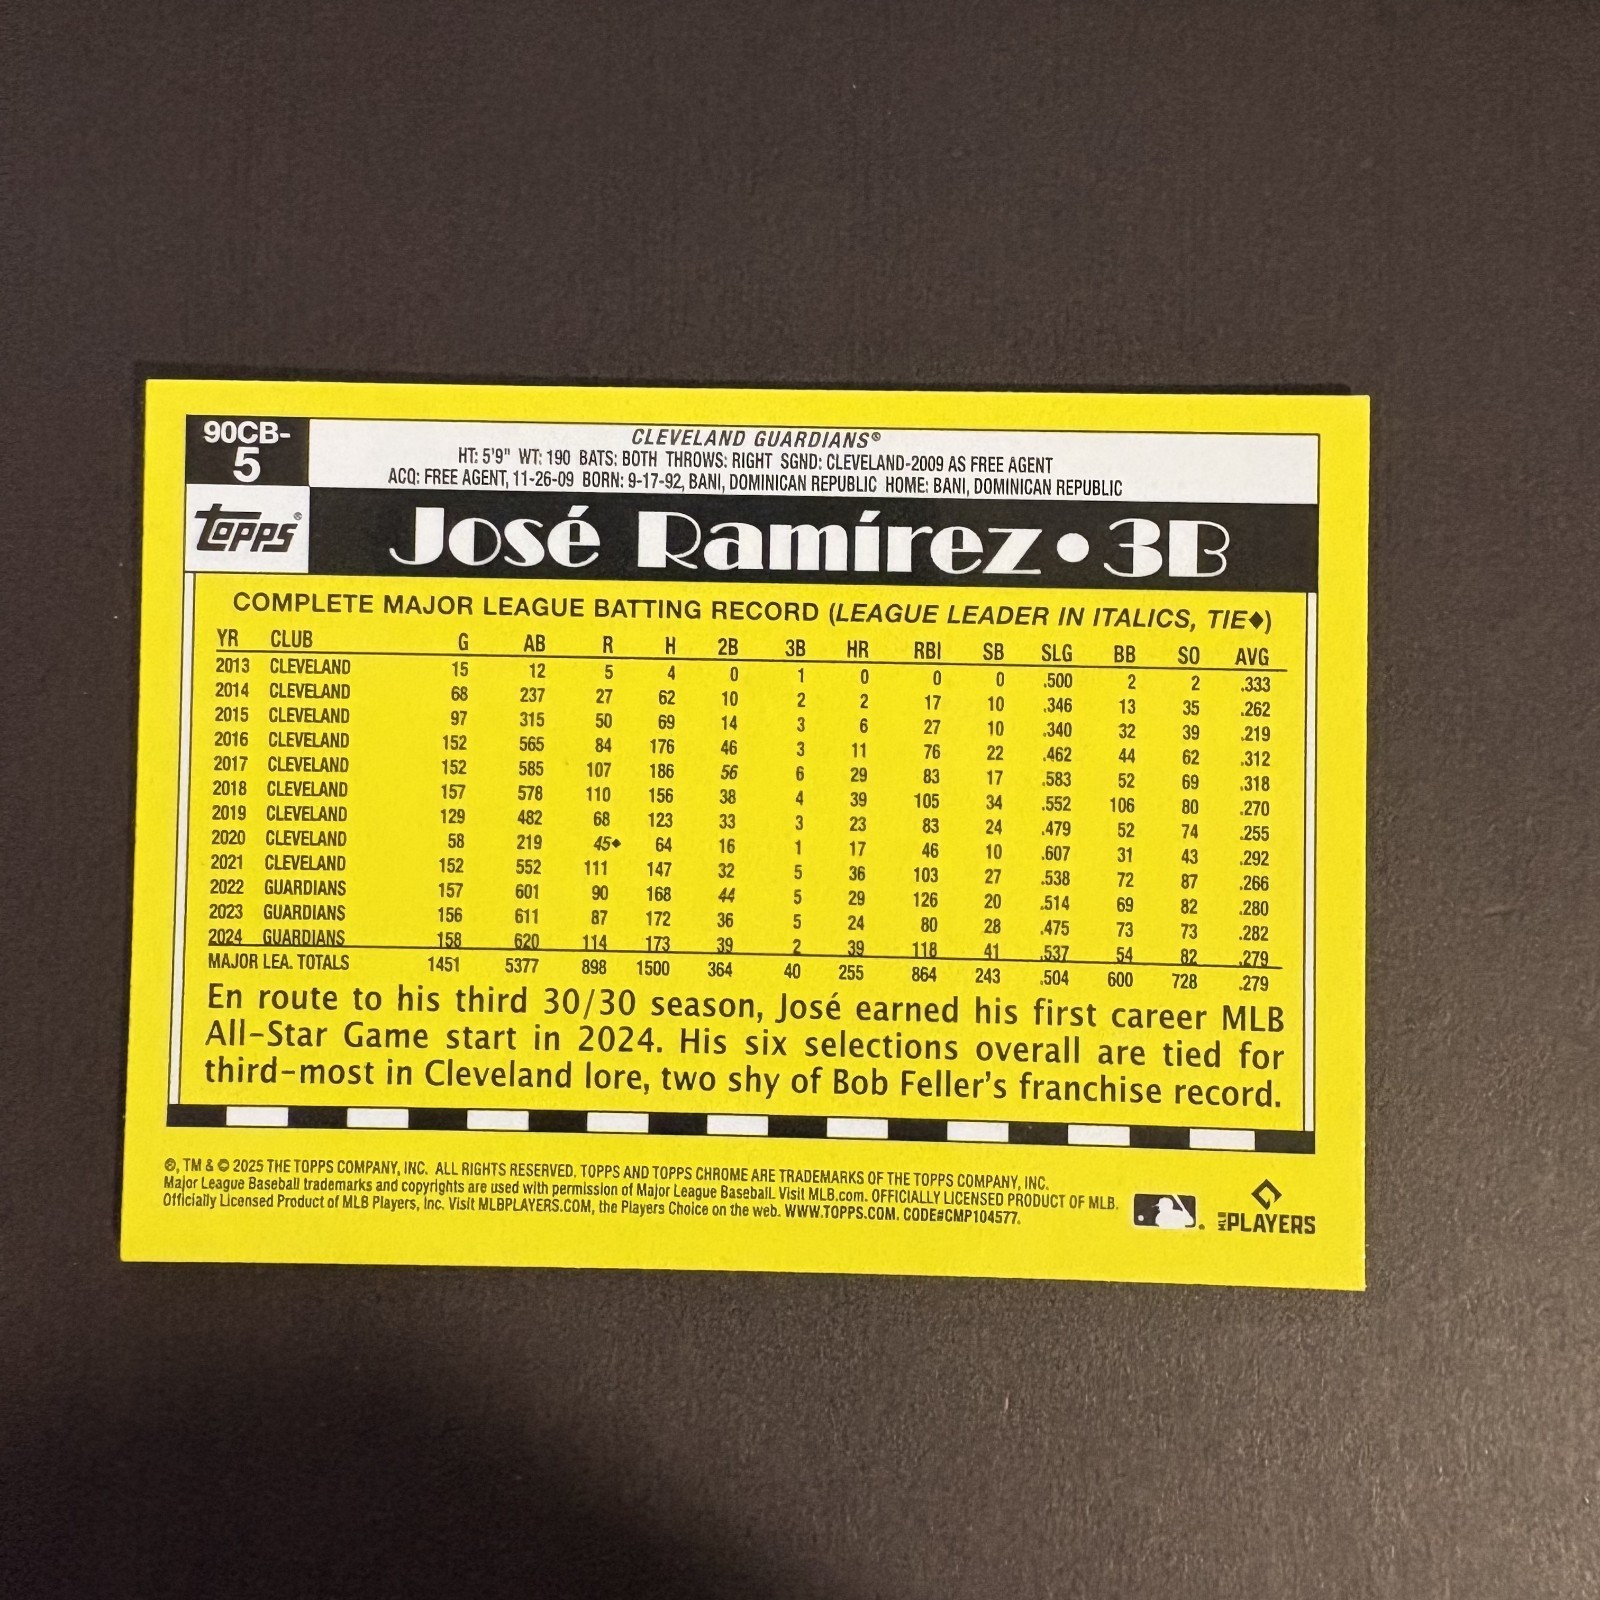 90CB-
5
CLEVELAND GUARDIANS®
HT: 5'9" WT: 190 BATS: BOTH THROWS: RIGHT SGND: CLEVELAND-2009 AS FREE AGENT
ACQ: FREE AGENT, 11-26-09 BORN: 9-17-92, BANI, DOMINICAN REPUBLIC HOME: BANI, DOMINICAN REPUBLIC
topps®
José Ramírez • 3B
COMPLETE MAJOR LEAGUE BATTING RECORD (LEAGUE LEADER IN ITALICS, TIE♦)
YR CLUB G AB R H 2B 3B HR RBI SB SLG BB SO AVG
2013 CLEVELAND 15 12 5 4 0 1 0 0 0 .500 2 2 .333
2014 CLEVELAND 68 237 27 62 10 2 2 17 10 .346 13 35 .262
2015 CLEVELAND 97 315 50 69 14 3 6 27 10 .340 32 39 .219
2016 CLEVELAND 152 565 84 176 46 3 11 76 22 .462 44 62 .312
2017 CLEVELAND 152 585 107 186 56 6 29 83 17 .583 52 69 .318
2018 CLEVELAND 157 578 110 156 38 4 39 105 34 .552 106 80 .270
2019 CLEVELAND 129 482 68 123 33 3 23 83 24 .479 52 74 .255
2020 CLEVELAND 58 219 45♦ 64 16 1 17 46 10 .607 31 43 .292
2021 CLEVELAND 152 552 111 147 32 5 36 103 27 .538 72 87 .266
2022 GUARDIANS 157 601 90 168 44 5 29 126 20 .514 69 82 .280
2023 GUARDIANS 156 611 87 172 36 5 24 80 28 .475 73 73 .282
2024 GUARDIANS 158 620 114 173 39 2 39 118 41 .537 54 82 .279
MAJOR LEA. TOTALS 1451 5377 898 1500 364 40 255 864 243 .504 600 728 .279
En route to his third 30/30 season, José earned his first career MLB
All-Star Game start in 2024. His six selections overall are tied for
third-most in Cleveland lore, two shy of Bob Feller's franchise record.
®, TM & © 2025 THE TOPPS COMPANY, INC. ALL RIGHTS RESERVED. TOPPS AND TOPPS CHROME ARE TRADEMARKS OF THE TOPPS COMPANY, INC.
Major League Baseball trademarks and copyrights are used with permission of Major League Baseball. Visit MLB.com. OFFICIALLY LICENSED PRODUCT OF MLB.
Officially Licensed Product of MLB Players, Inc. Visit MLBPLAYERS.COM, the Players Choice on the web. WWW.TOPPS.COM. CODE#CMP104577.
MLB PLAYERS